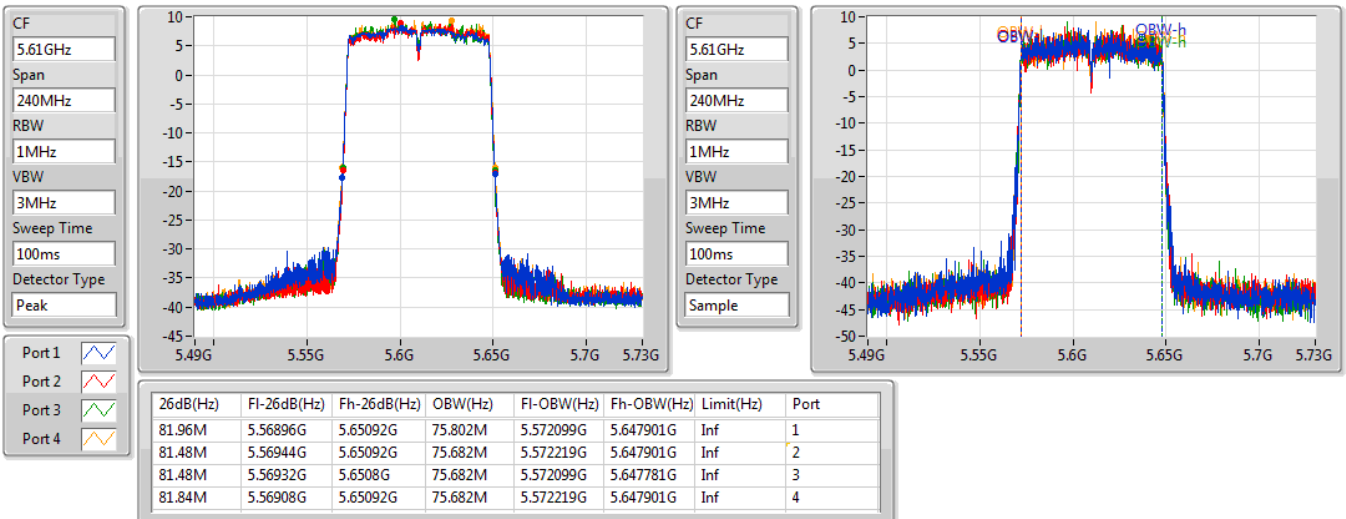 CF
5.61GHz
Span
240MHz
RBW
1MHz
VBW
3MHz
Sweep Time
100ms
Detector Type
Peak
10
5
0
-5
-10
-15
-20
-25
-30
-35
-40
-45
5.49G 5.55G 5.6G 5.65G 5.7G 5.73G
CF
5.61GHz
Span
240MHz
RBW
1MHz
VBW
3MHz
Sweep Time
100ms
Detector Type
Sample
10
5
0
-5
-10
-15
-20
-25
-30
-35
-40
-45
-50
OBW
OBW-h
5.49G 5.55G 5.6G 5.65G 5.7G 5.73G
Port 1
Port 2
Port 3
Port 4
26dB(Hz) Fl-26dB(Hz) Fh-26dB(Hz) OBW(Hz) Fl-OBW(Hz) Fh-OBW(Hz) Limit(Hz) Port
81.96M 5.56896G 5.65092G 75.802M 5.572099G 5.647901G Inf 1
81.48M 5.56944G 5.65092G 75.682M 5.572219G 5.647901G Inf 2
81.48M 5.56932G 5.6508G 75.682M 5.572099G 5.647781G Inf 3
81.84M 5.56908G 5.65092G 75.682M 5.572219G 5.647901G Inf 4